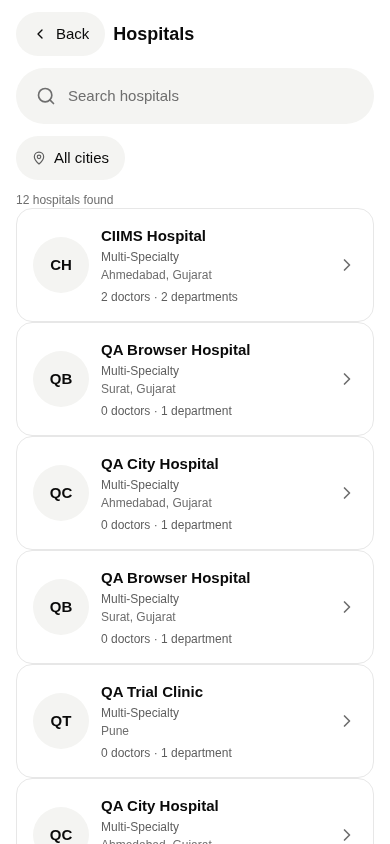 Back Hospitals
Search hospitals
All cities
12 hospitals found
CH
CIIMS Hospital
Multi-Specialty
Ahmedabad, Gujarat
2 doctors · 2 departments
QB
QA Browser Hospital
Multi-Specialty
Surat, Gujarat
0 doctors · 1 department
QC
QA City Hospital
Multi-Specialty
Ahmedabad, Gujarat
0 doctors · 1 department
QB
QA Browser Hospital
Multi-Specialty
Surat, Gujarat
0 doctors · 1 department
QT
QA Trial Clinic
Multi-Specialty
Pune
0 doctors · 1 department
QC
QA City Hospital
Multi-Specialty
Ahmedabad, Gujarat